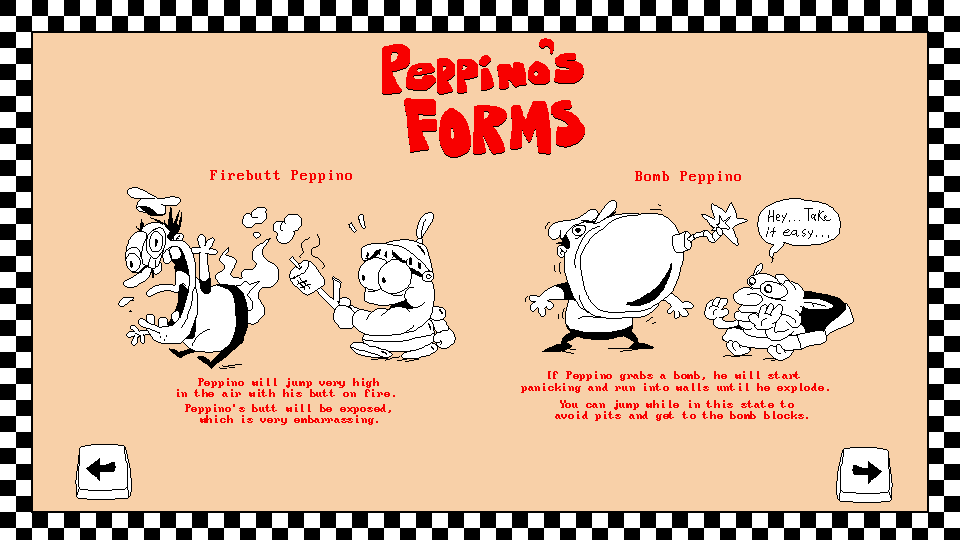 Peppino's
FORMS
Firebutt Peppino
Bomb Peppino
Hey... Take
it easy...
Peppino will jump very high
in the air with his butt on fire.
Peppino's butt will be exposed,
which is very embarrassing.
If Peppino grabs a bomb, he will start
panicking and run into walls until he explode.
You can jump while in this state to
avoid pits and get to the bomb blocks.